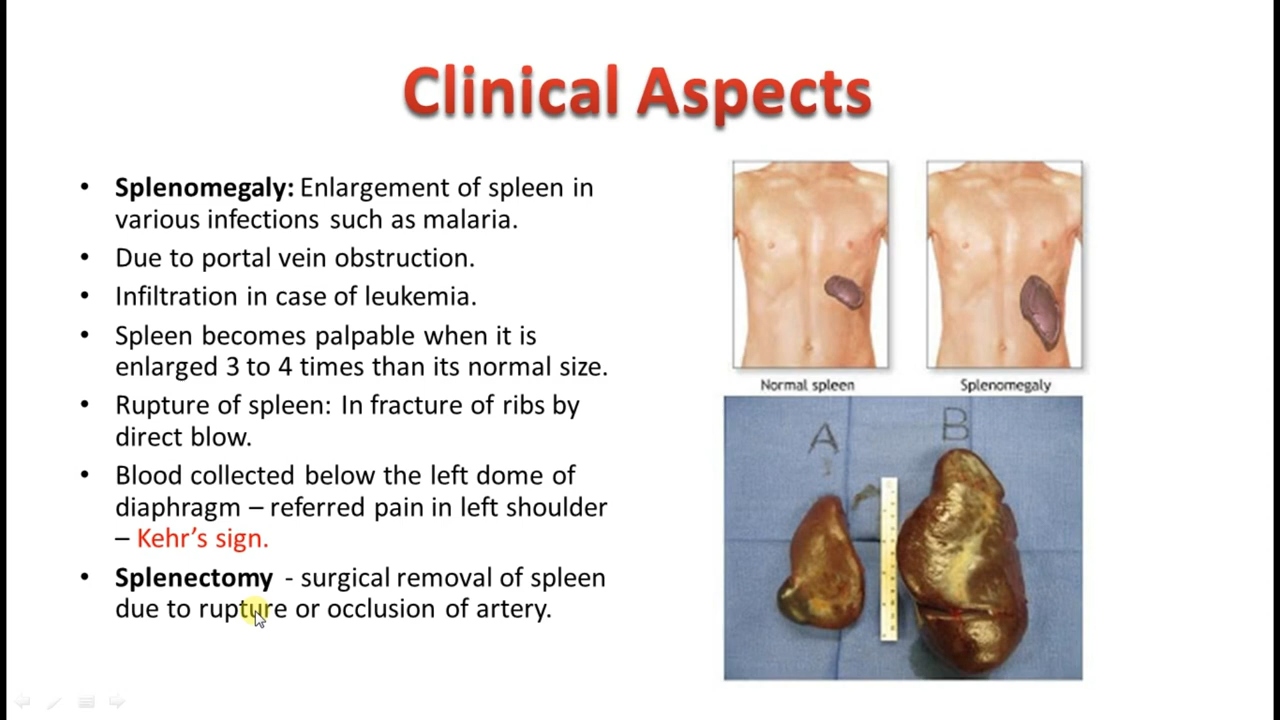 Clinical Aspects
• Splenomegaly: Enlargement of spleen in
various infections such as malaria.
• Due to portal vein obstruction.
• Infiltration in case of leukemia.
• Spleen becomes palpable when it is
enlarged 3 to 4 times than its normal size.
• Rupture of spleen: In fracture of ribs by
direct blow.
• Blood collected below the left dome of
diaphragm – referred pain in left shoulder
– Kehr's sign.
• Splenectomy - surgical removal of spleen
due to rupture or occlusion of artery.
Normal spleen
Splenomegaly
A
B